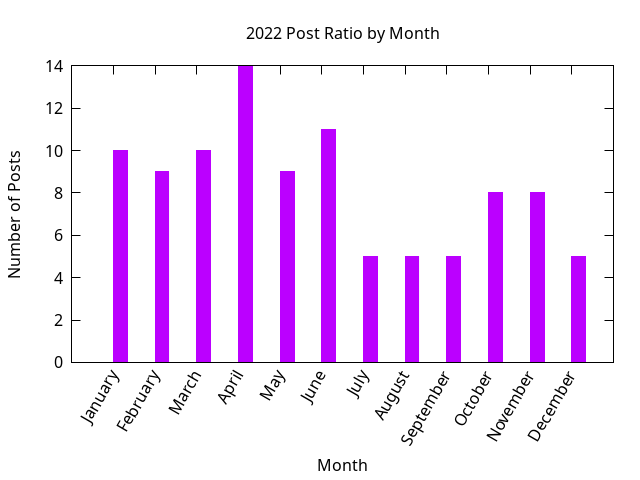 2022 Post Ratio by Month
Number of Posts
14
12
10
8
6
4
2
0
January
February
March
April
May
June
July
August
September
October
November
December
Month